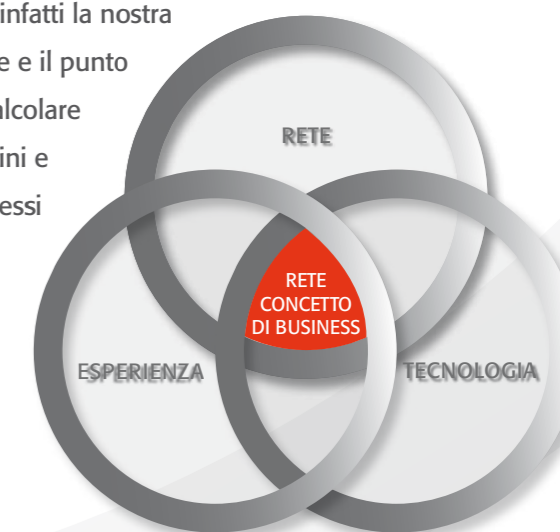 infatti la nostra
e e il punto
alcolare
ini e
essi
RETE
RETE
CONCETTO
DI BUSINESS
ESPERIENZA
TECNOLOGIA